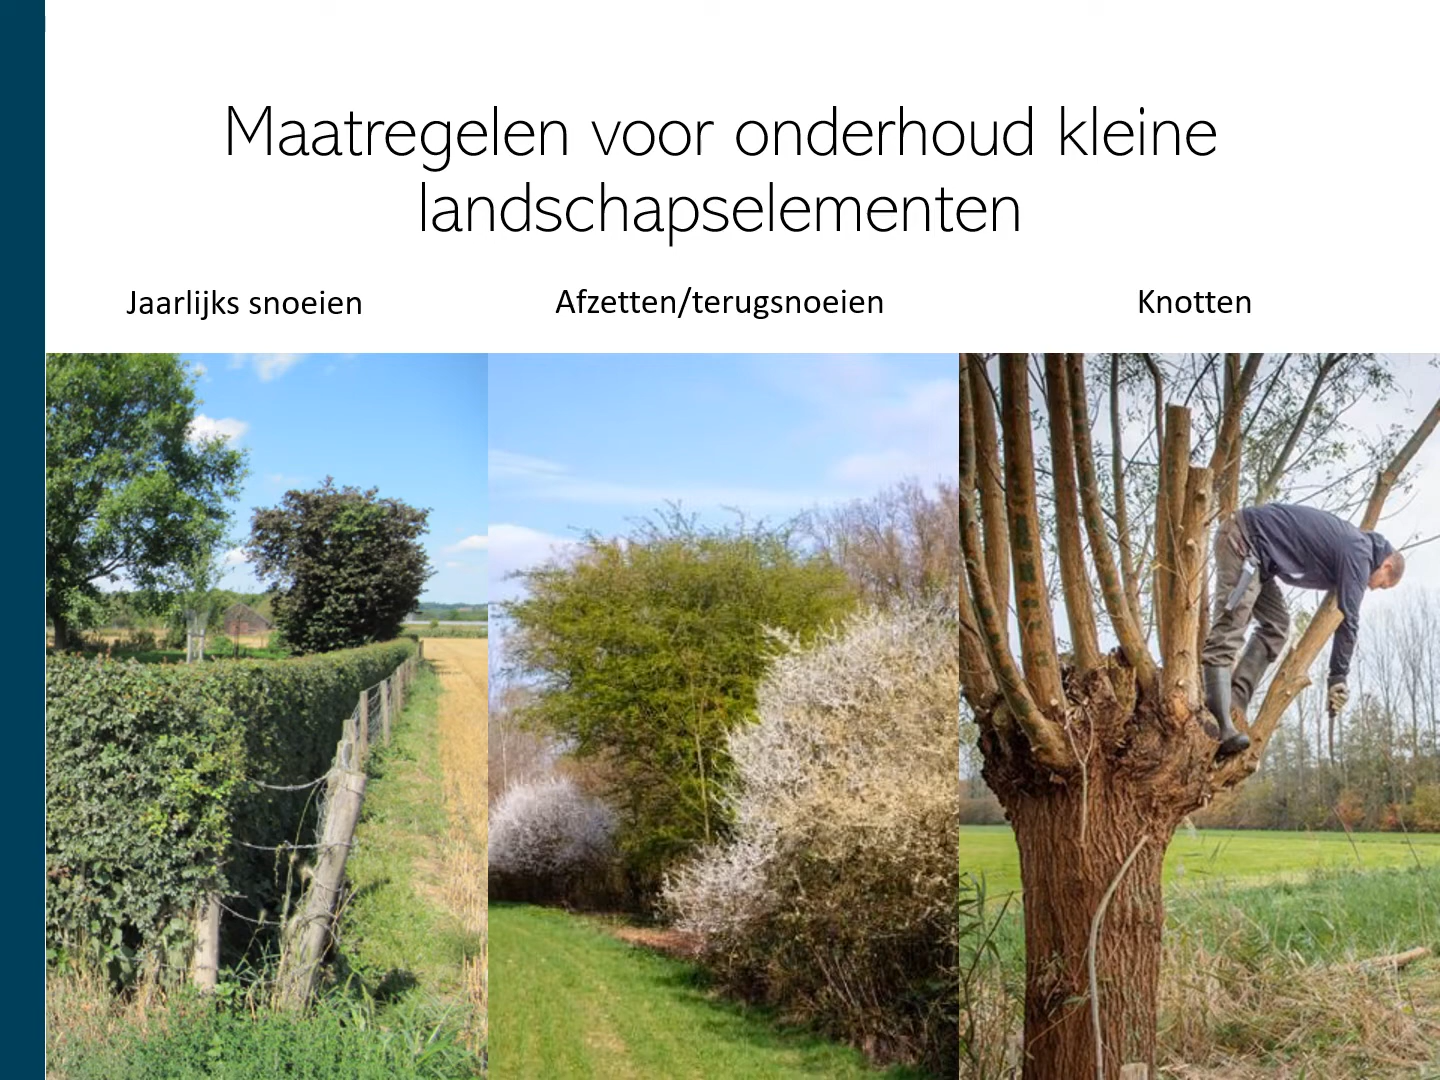 Maatregelen voor onderhoud kleine
landschapselementen
Jaarlijks snoeien
Afzetten/terugsnoeien
Knotten